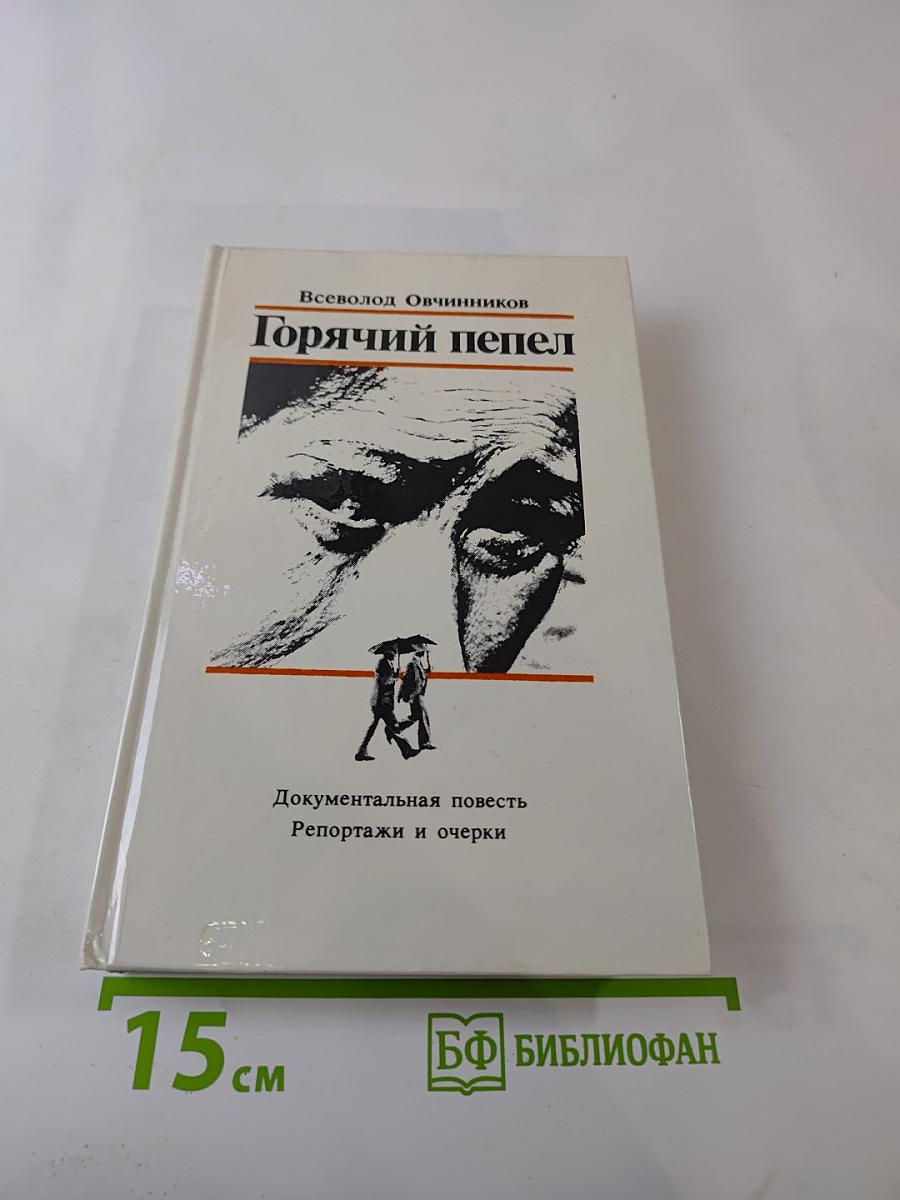 Всеволод Овчинников
Горячий пепел
Документальная повесть
Репортажи и очерки
15 см
БФ БИБЛИОФАН